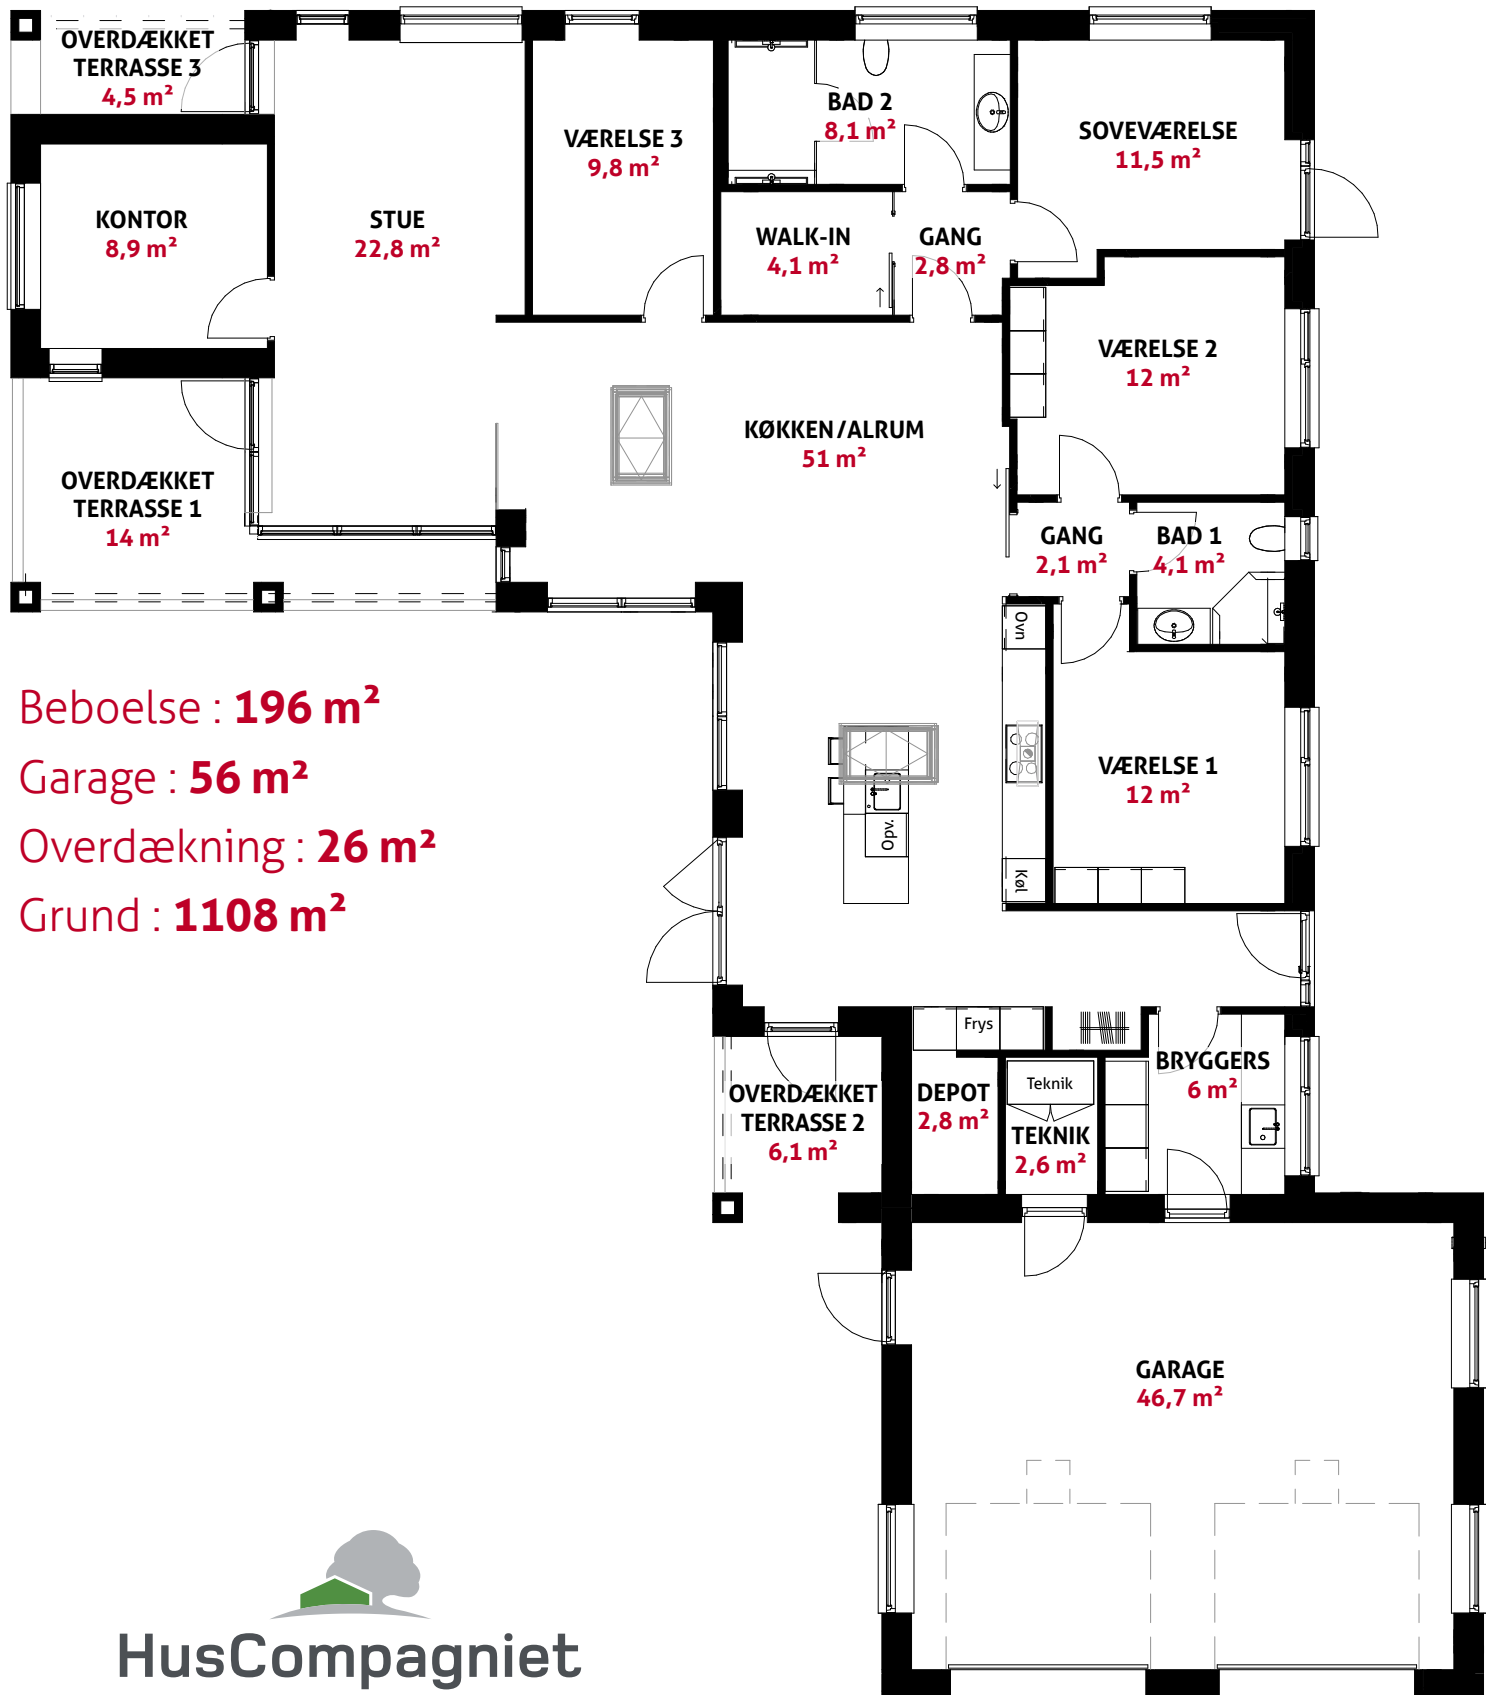 OVERDÆKKET
TERRASSE 3
4,5 m²
KONTOR
8,9 m²
STUE
22,8 m²
VÆRELSE 3
9,8 m²
BAD 2
8,1 m²
SOVEVÆRELSE
11,5 m²
WALK-IN
4,1 m²
GANG
2,8 m²
VÆRELSE 2
12 m²
KØKKEN/ALRUM
51 m²
OVERDÆKKET
TERRASSE 1
14 m²
GANG
2,1 m²
BAD 1
4,1 m²
Ovn
Beboelse : 196 m²
Garage : 56 m²
Overdækning : 26 m²
Grund : 1108 m²
VÆRELSE 1
12 m²
Opv.
Køl
Frys
BRYGGERS
6 m²
OVERDÆKKET
TERRASSE 2
6,1 m²
DEPOT
2,8 m²
Teknik
TEKNIK
2,6 m²
GARAGE
46,7 m²
HusCompagniet